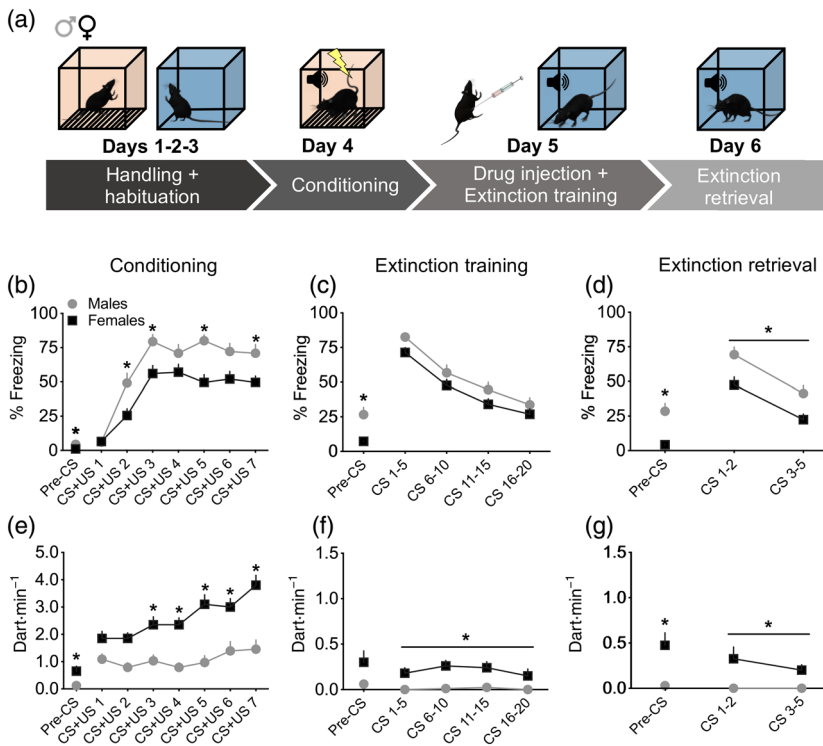 (a)
♂♀
Days 1-2-3
Day 4
Day 5
Day 6
Handling +
habituation
Conditioning
Drug injection +
Extinction training
Extinction
retrieval
Conditioning
Extinction training
Extinction retrieval
(b)
Males
Females
% Freezing
100
75
50
25
0
*
*
*
*
*
Pre-CS
CS+US 1
CS+US 2
CS+US 3
CS+US 4
CS+US 5
CS+US 6
CS+US 7
(c)
% Freezing
100
75
50
25
0
*
Pre-CS
CS 1-5
CS 6-10
CS 11-15
CS 16-20
(d)
% Freezing
100
75
50
25
0
*
*
Pre-CS
CS 1-2
CS 3-5
(e)
Dart·min⁻¹
5.0
4.0
3.0
2.0
1.0
0.0
*
*
*
*
*
*
Pre-CS
CS+US 1
CS+US 2
CS+US 3
CS+US 4
CS+US 5
CS+US 6
CS+US 7
(f)
Dart·min⁻¹
1.5
1.0
0.5
0.0
*
Pre-CS
CS 1-5
CS 6-10
CS 11-15
CS 16-20
(g)
Dart·min⁻¹
1.5
1.0
0.5
0.0
*
*
Pre-CS
CS 1-2
CS 3-5